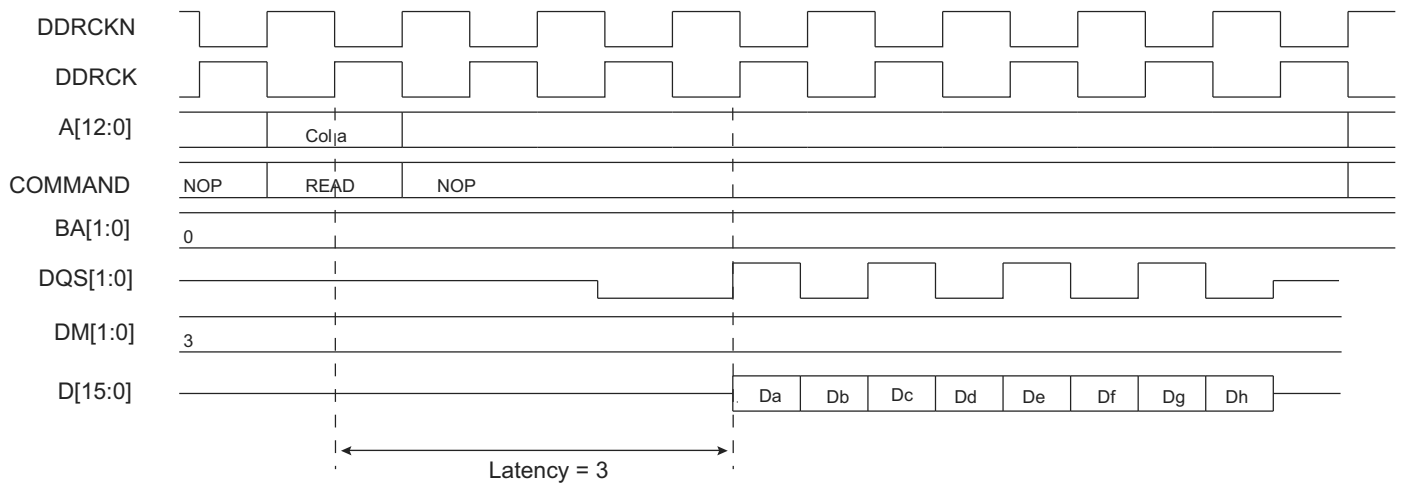 DDRCKN
DDRCK
A[12:0]
Col a
COMMAND
NOP READ NOP
BA[1:0]
0
DQS[1:0]
DM[1:0]
3
D[15:0]
Da Db Dc Dd De Df Dg Dh
Latency = 3